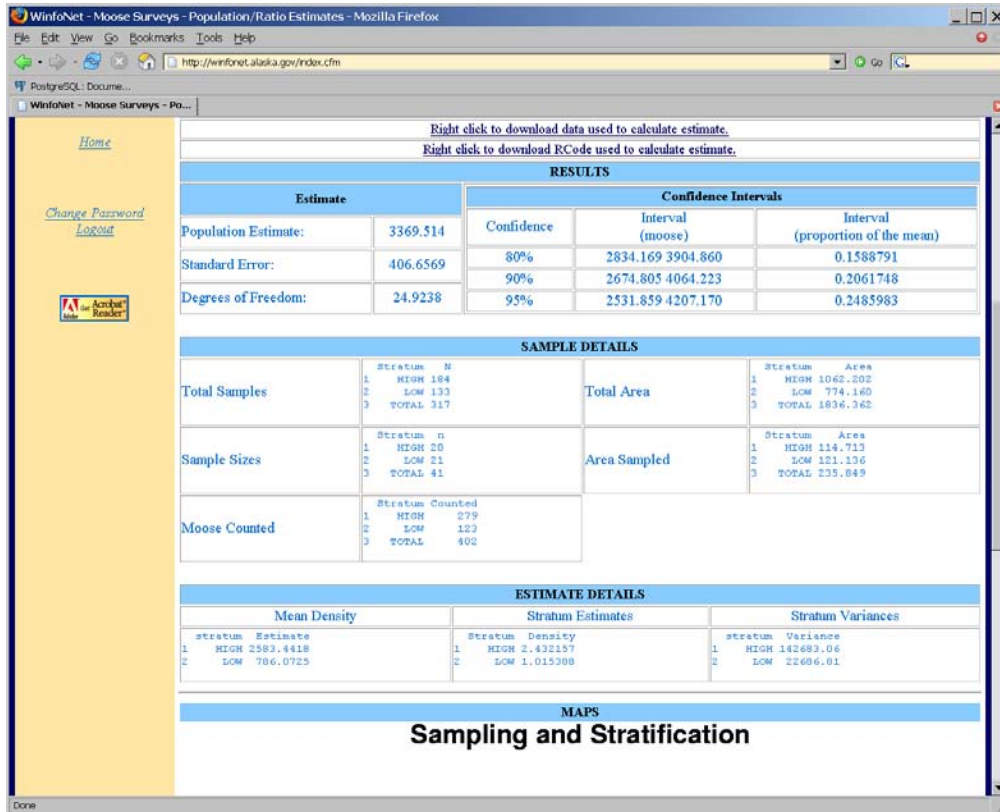 WinfoNet - Moose Surveys - Population/Ratio Estimates - Mozilla Firefox
File Edit View Go Bookmarks Tools Help
http://winfonet.alaska.gov/index.cfm
Go
PostgreSQL: Docume...
WinfoNet - Moose Surveys - Po...
Home
Change Password
Logout
Adobe
Get Acrobat®
Reader®
Right click to download data used to calculate estimate.
Right click to download RCode used to calculate estimate.
RESULTS
Estimate
Population Estimate: 3369.514
Standard Error: 406.6569
Degrees of Freedom: 24.9238
Confidence Intervals
Confidence Interval (moose) Interval (proportion of the mean)
80% 2834.169 3904.860 0.1588791
90% 2674.805 4064.223 0.2061748
95% 2531.859 4207.170 0.2485983
SAMPLE DETAILS
Total Samples
Stratum N
1 HIGH 184
2 LOW 133
3 TOTAL 317
Total Area
Stratum Area
1 HIGH 1062.202
2 LOW 774.160
3 TOTAL 1836.362
Sample Sizes
Stratum n
1 HIGH 20
2 LOW 21
3 TOTAL 41
Area Sampled
Stratum Area
1 HIGH 114.713
2 LOW 121.136
3 TOTAL 235.849
Moose Counted
Stratum Counted
1 HIGH 279
2 LOW 123
3 TOTAL 402
ESTIMATE DETAILS
Mean Density
stratum Estimate
1 HIGH 2583.4418
2 LOW 786.0725
Stratum Estimates
Stratum Density
1 HIGH 2.432157
2 LOW 1.015388
Stratum Variances
stratum Variance
1 HIGH 142683.06
2 LOW 22686.81
MAPS
Sampling and Stratification
Done